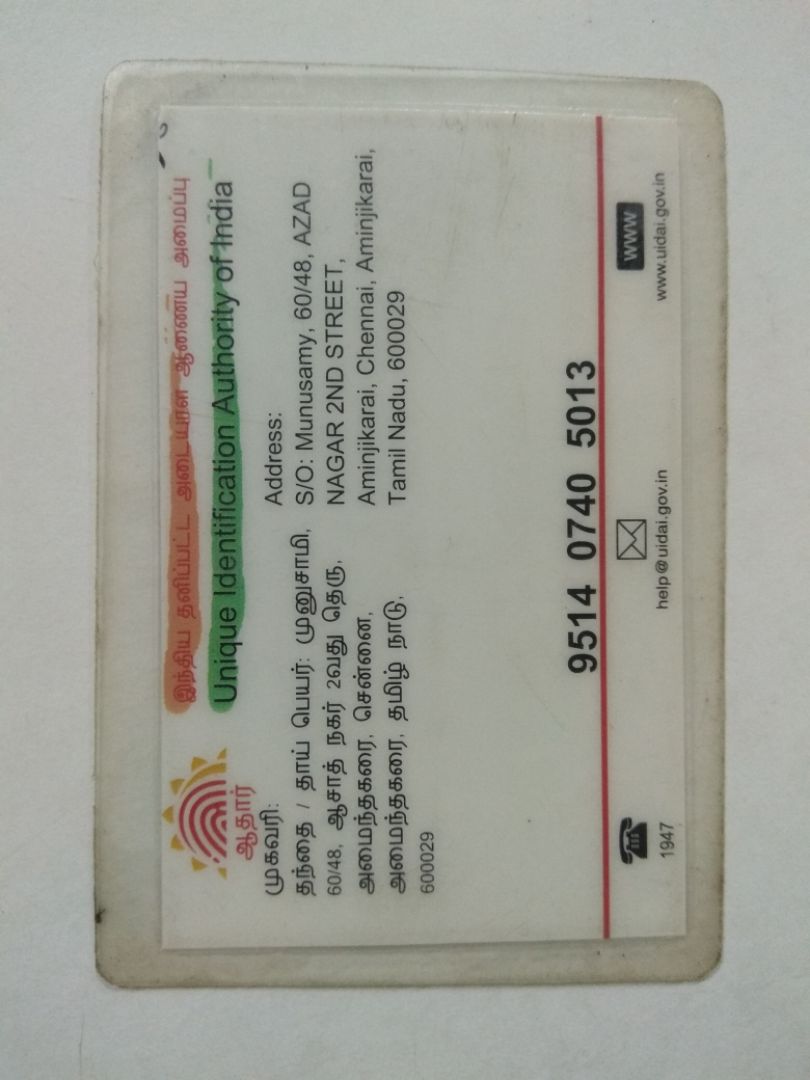 இந்திய தனிப்பட்ட அடையாள ஆணைய அமைப்பு
Unique Identification Authority of India
ஆதார்
முகவரி:
தந்தை / தாய் பெயர்: முனுசாமி,
60/48, ஆசாத் நகர் 2வது தெரு,
அமைந்தகரை, சென்னை,
அமைந்தகரை, தமிழ் நாடு,
600029
Address:
S/O: Munusamy, 60/48, AZAD
NAGAR 2ND STREET,
Aminjikarai, Chennai, Aminjikarai,
Tamil Nadu, 600029
9514 0740 5013
1947
help@uidai.gov.in
www
www.uidai.gov.in